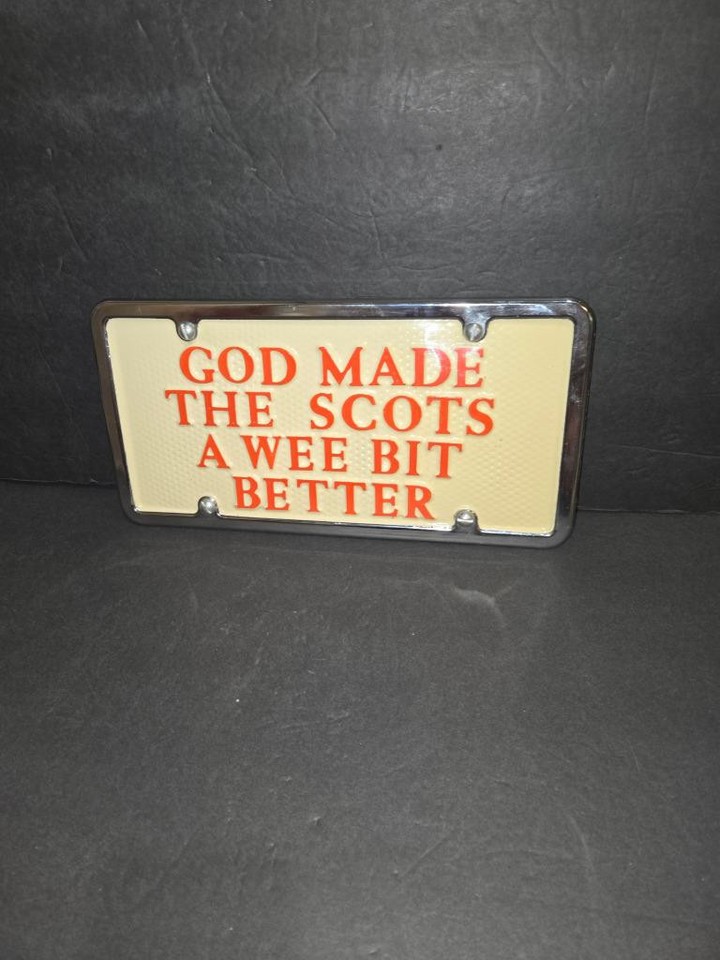 GOD MADE
THE SCOTS
A WEE BIT
BETTER